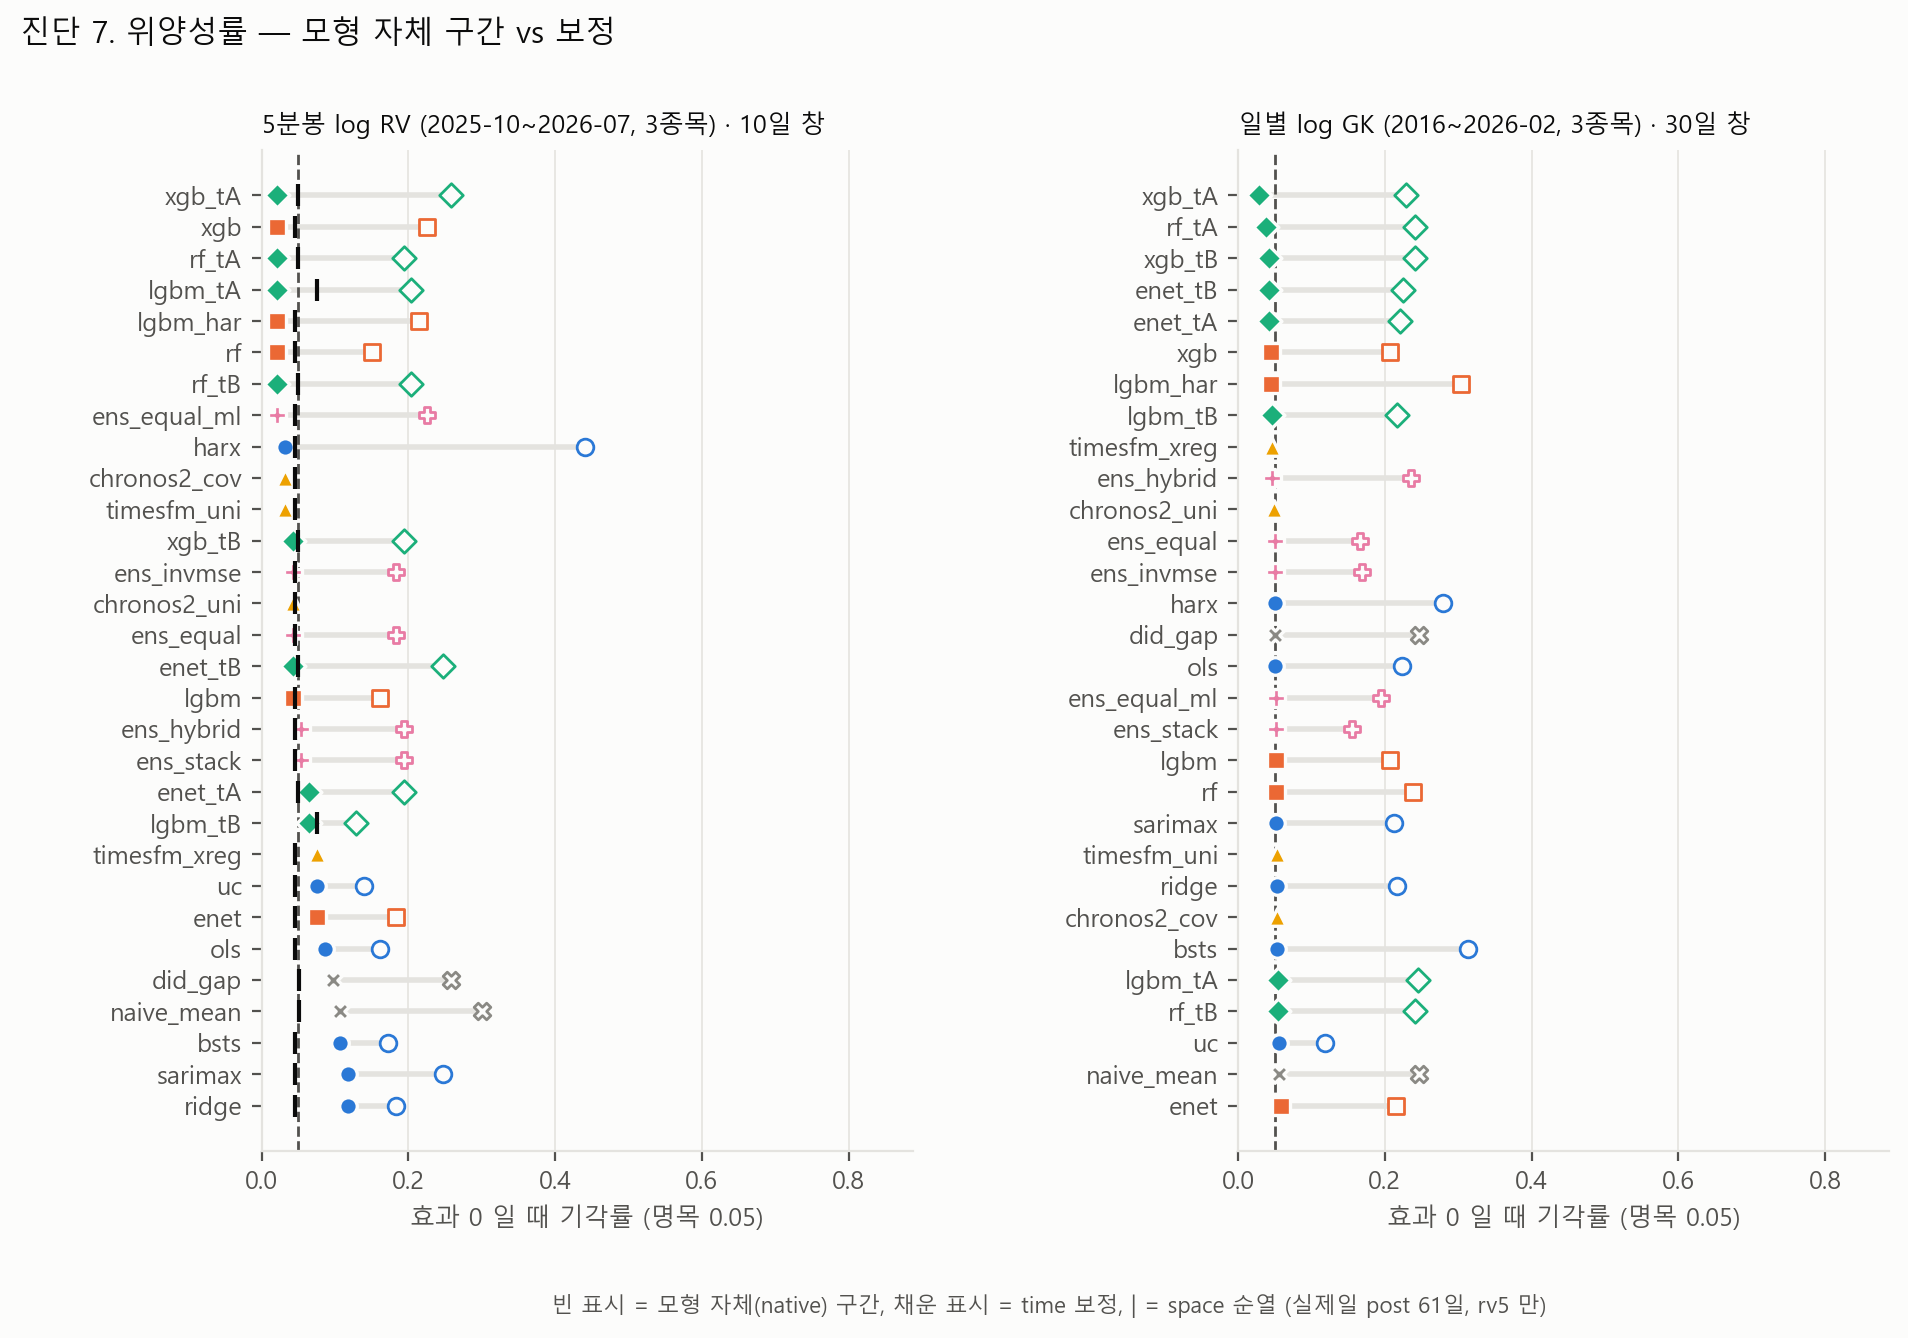 진단 7. 위양성률 — 모형 자체 구간 vs 보정
5분봉 log RV (2025-10~2026-07, 3종목) · 10일 창
xgb_tA
xgb
rf_tA
lgbm_tA
lgbm_har
rf
rf_tB
ens_equal_ml
harx
chronos2_cov
timesfm_uni
xgb_tB
ens_invmse
chronos2_uni
ens_equal
enet_tB
lgbm
ens_hybrid
ens_stack
enet_tA
lgbm_tB
timesfm_xreg
uc
enet
ols
did_gap
naive_mean
bsts
sarimax
ridge
0.0 0.2 0.4 0.6 0.8
효과 0 일 때 기각률 (명목 0.05)
일별 log GK (2016~2026-02, 3종목) · 30일 창
xgb_tA
rf_tA
xgb_tB
enet_tB
enet_tA
xgb
lgbm_har
lgbm_tB
timesfm_xreg
ens_hybrid
chronos2_uni
ens_equal
ens_invmse
harx
did_gap
ols
ens_equal_ml
ens_stack
lgbm
rf
sarimax
timesfm_uni
ridge
chronos2_cov
bsts
lgbm_tA
rf_tB
uc
naive_mean
enet
0.0 0.2 0.4 0.6 0.8
효과 0 일 때 기각률 (명목 0.05)
빈 표시 = 모형 자체(native) 구간, 채운 표시 = time 보정, | = space 순열 (실제일 post 61일, rv5 만)